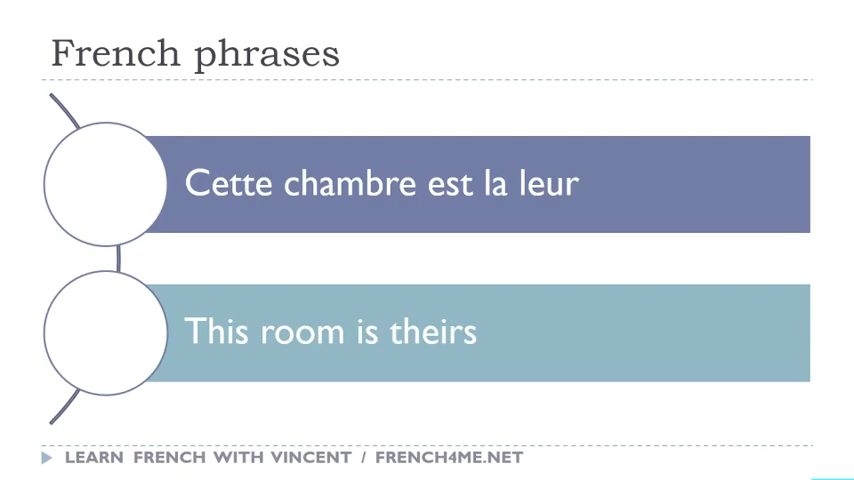 French phrases
Cette chambre est la leur
This room is theirs
LEARN FRENCH WITH VINCENT / FRENCH4ME.NET